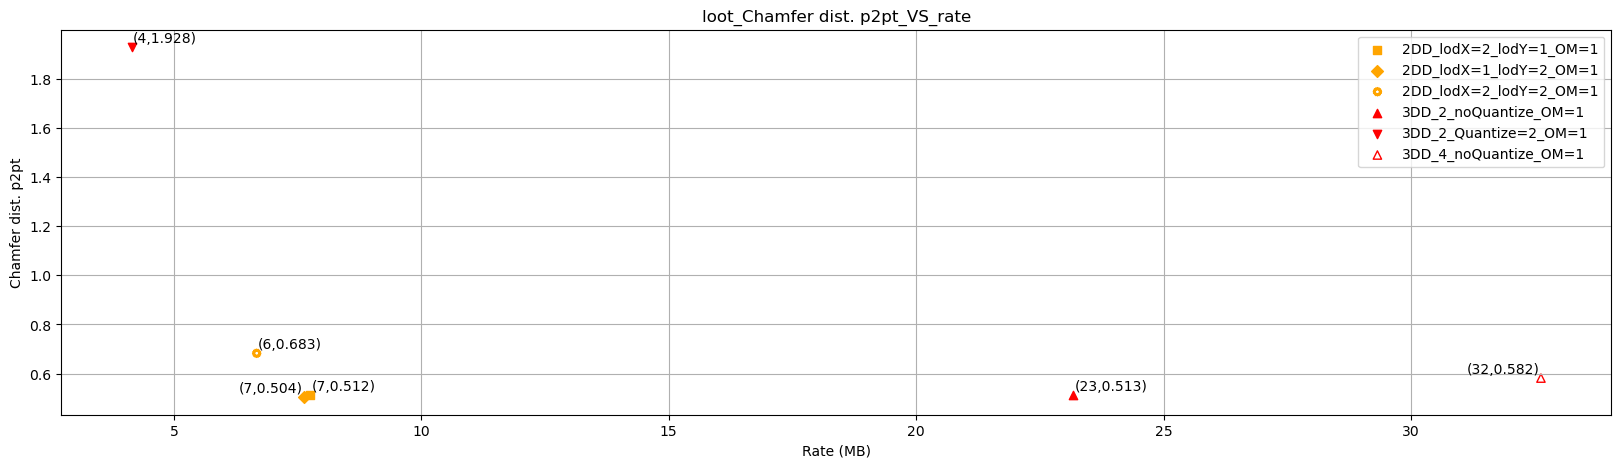 loot_Chamfer dist. p2pt_VS_rate
(4,1.928)
2DD_lodX=2_lodY=1_OM=1
2DD_lodX=1_lodY=2_OM=1
2DD_lodX=2_lodY=2_OM=1
3DD_2_noQuantize_OM=1
3DD_2_Quantize=2_OM=1
3DD_4_noQuantize_OM=1
1.8
1.6
1.4
1.2
1.0
0.8
0.6
Chamfer dist. p2pt
(6,0.683)
(7,0.504)
(7,0.512)
(23,0.513)
(32,0.582)
5 10 15 20 25 30
Rate (MB)